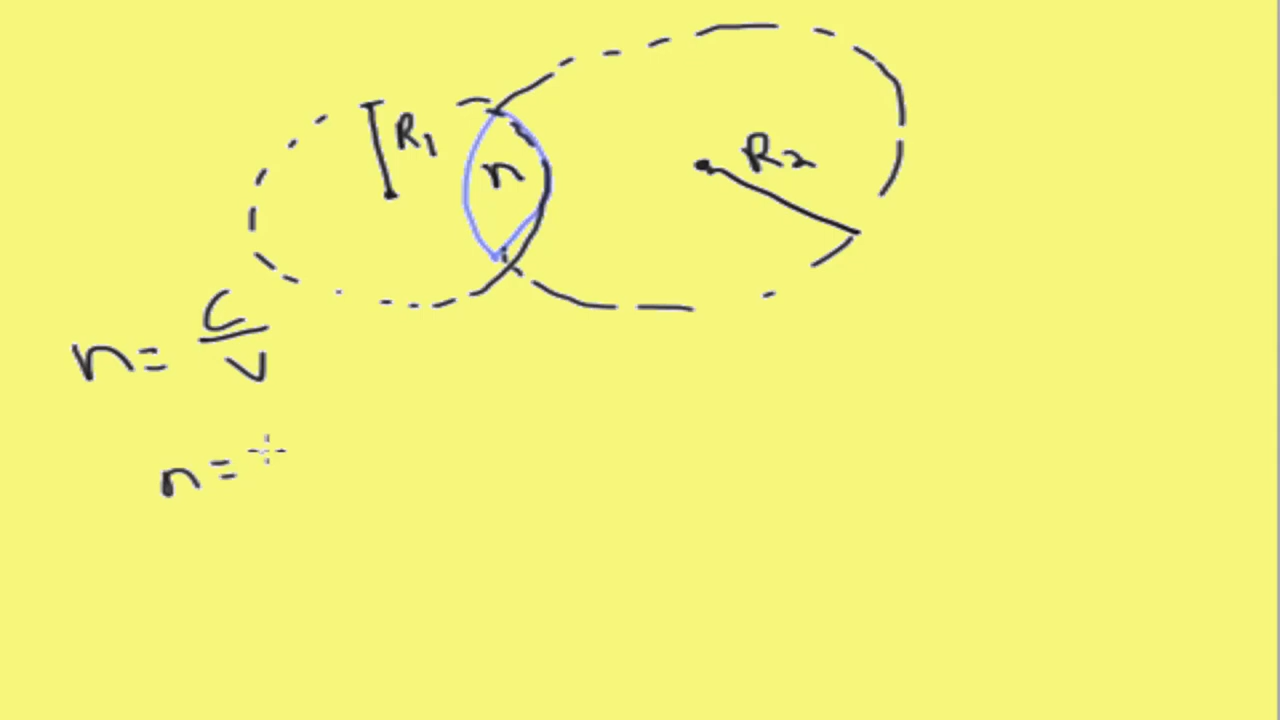 R1
n
R2
n = C/V
n =